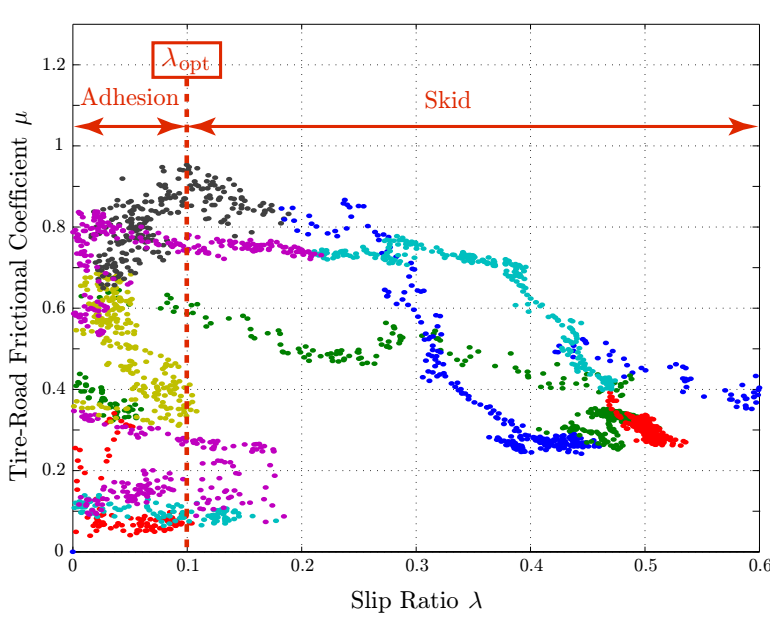 λopt
Adhesion
Skid
Tire-Road Frictional Coefficient μ
1.2
1
0.8
0.6
0.4
0.2
0
0 0.1 0.2 0.3 0.4 0.5 0.6
Slip Ratio λ